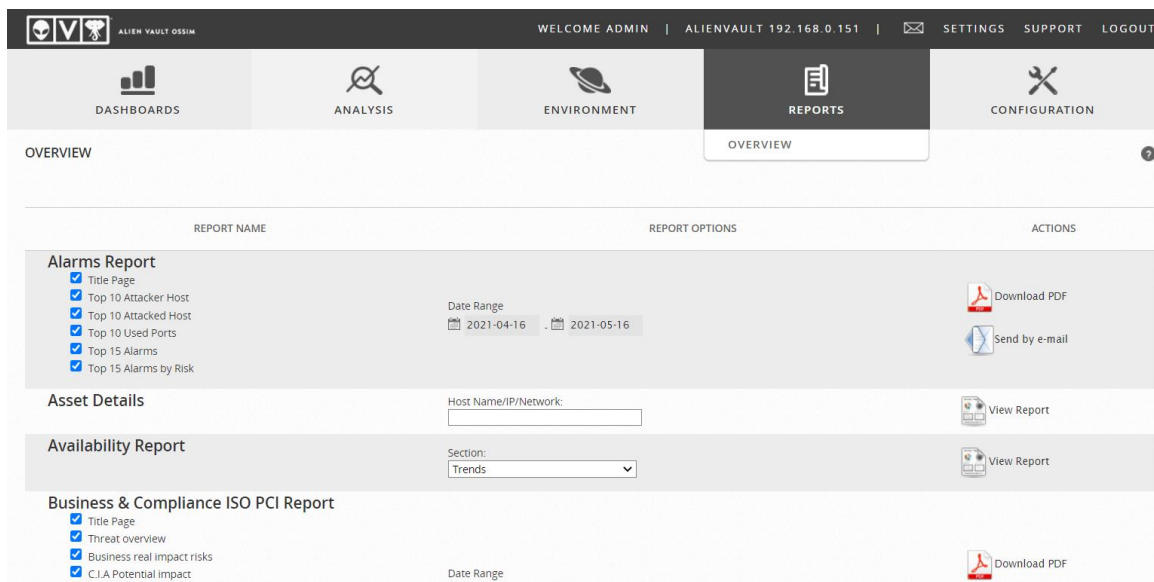 OV ALIEN VAULT OSSIM
WELCOME ADMIN | ALIENVAULT 192.168.0.151 | SETTINGS SUPPORT LOGOUT
DASHBOARDS ANALYSIS ENVIRONMENT REPORTS CONFIGURATION
OVERVIEW
OVERVIEW
?
REPORT NAME REPORT OPTIONS ACTIONS
Alarms Report
Title Page
Top 10 Attacker Host
Top 10 Attacked Host
Top 10 Used Ports
Top 15 Alarms
Top 15 Alarms by Risk
Date Range
2021-04-16 - 2021-05-16
PDF Download PDF
Send by e-mail
Asset Details
Host Name/IP/Network:
View Report
Availability Report
Section:
Trends
View Report
Business & Compliance ISO PCI Report
Title Page
Threat overview
Business real impact risks
C.I.A Potential impact
Date Range
PDF Download PDF